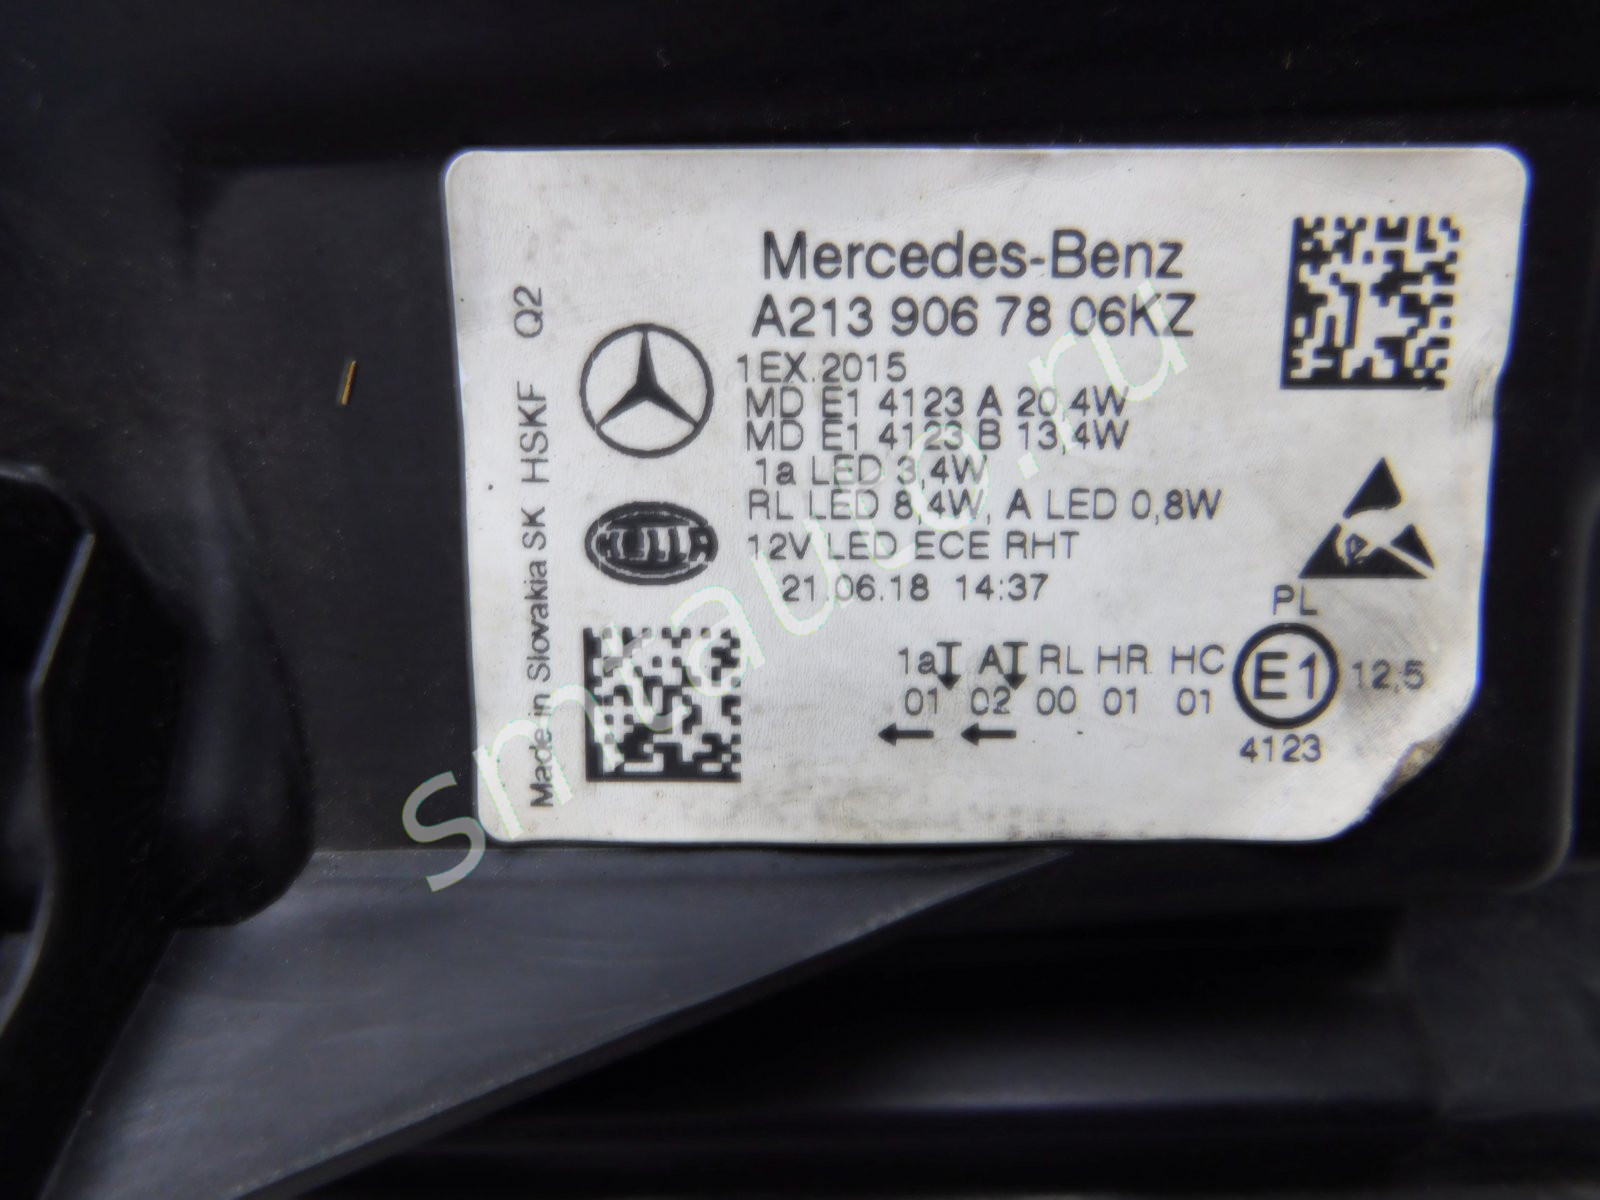 Mercedes-Benz
A213 906 78 06KZ
1EX.2015
MD E1 4123 A 20,4W
MD E1 4123 B 13,4W
1a LED 3,4W
RL LED 8,4W, A LED 0,8W
12V LED ECE RHT
21.06.18 14:37
HELLA
PL
1a A RL HR HC
01 02 00 01 01
E1
12,5
4123
Made in Slovakia SK HSKF Q2
smtauto.ru